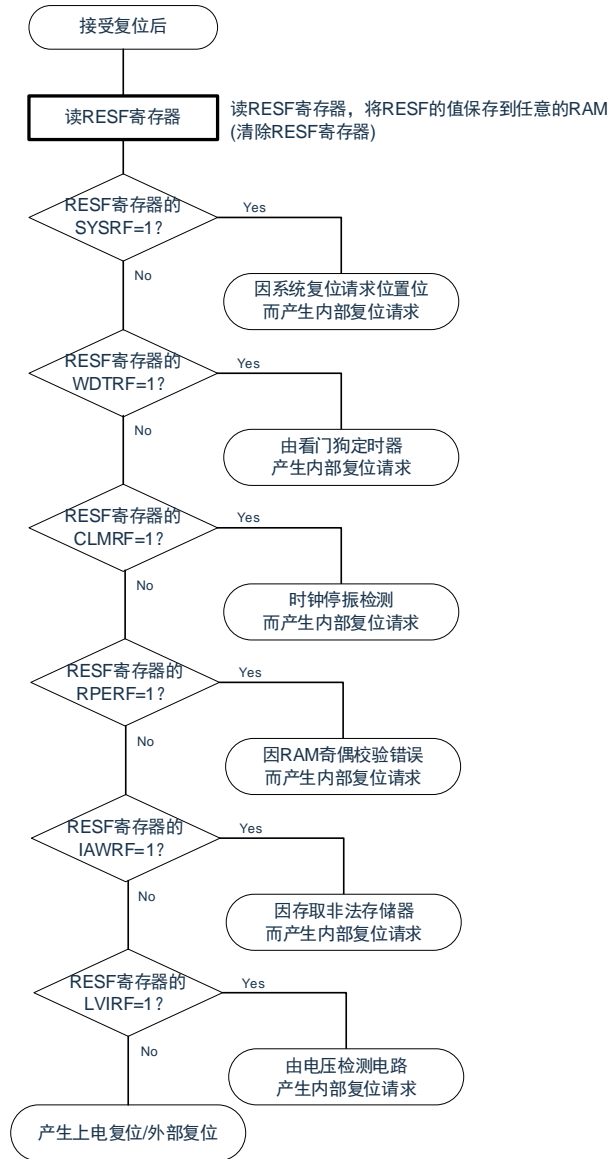 接受复位后
读RESF寄存器
读RESF寄存器，将RESF的值保存到任意的RAM
(清除RESF寄存器)
RESF寄存器的
SYSRF=1?
Yes
No
因系统复位请求位置位
而产生内部复位请求
RESF寄存器的
WDTRF=1?
Yes
No
由看门狗定时器
产生内部复位请求
RESF寄存器的
CLMRF=1?
Yes
No
时钟停振检测
而产生内部复位请求
RESF寄存器的
RPERF=1?
Yes
No
因RAM奇偶校验错误
而产生内部复位请求
RESF寄存器的
IAWRF=1?
Yes
No
因存取非法存储器
而产生内部复位请求
RESF寄存器的
LVIRF=1?
Yes
No
由电压检测电路
产生内部复位请求
产生上电复位/外部复位